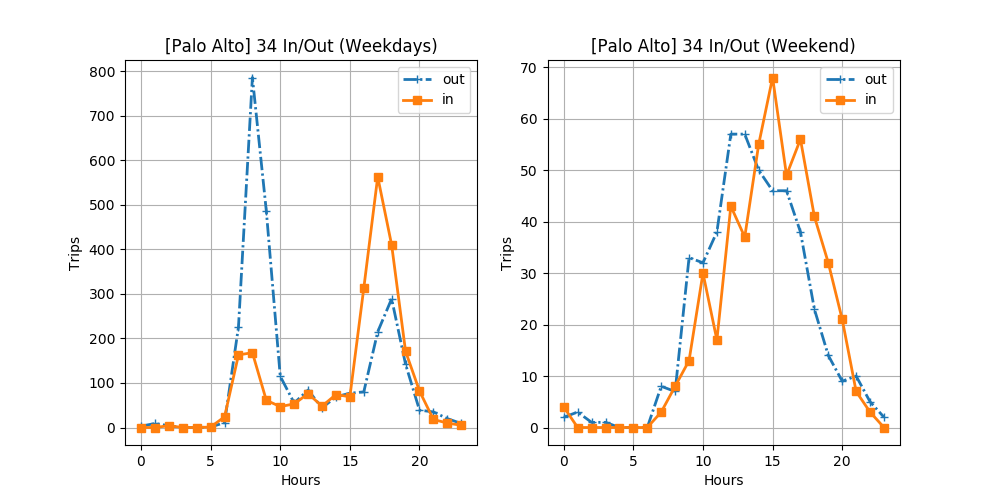 [Palo Alto] 34 In/Out (Weekdays)
out
in
800
700
600
500
400
300
200
100
0
Trips
0 5 10 15 20
Hours
[Palo Alto] 34 In/Out (Weekend)
out
in
70
60
50
40
30
20
10
0
Trips
0 5 10 15 20
Hours